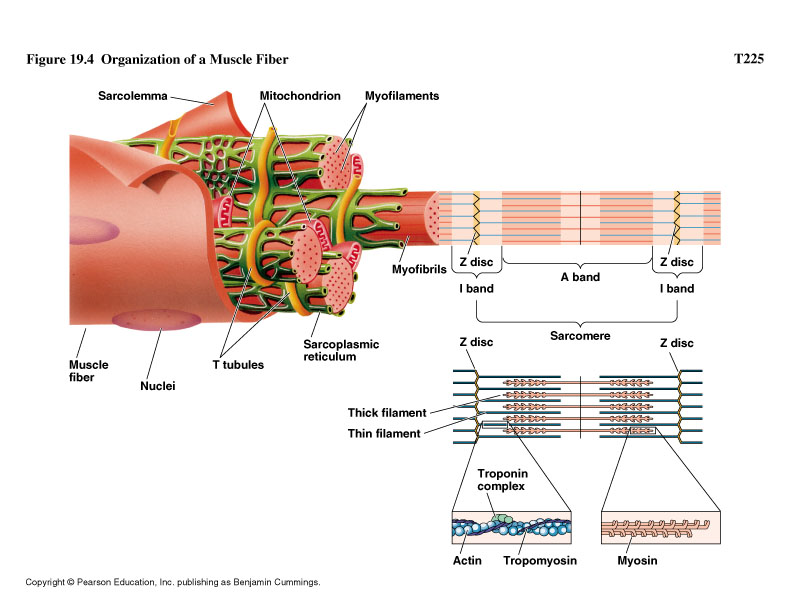 Figure 19.4 Organization of a Muscle Fiber
T225
Sarcolemma
Mitochondrion
Myofilaments
Myofibrils
Z disc
Z disc
A band
I band
I band
Sarcomere
Sarcoplasmic
reticulum
T tubules
Muscle
fiber
Nuclei
Z disc
Z disc
Thick filament
Thin filament
Troponin
complex
Actin
Tropomyosin
Myosin
Copyright © Pearson Education, Inc. publishing as Benjamin Cummings.